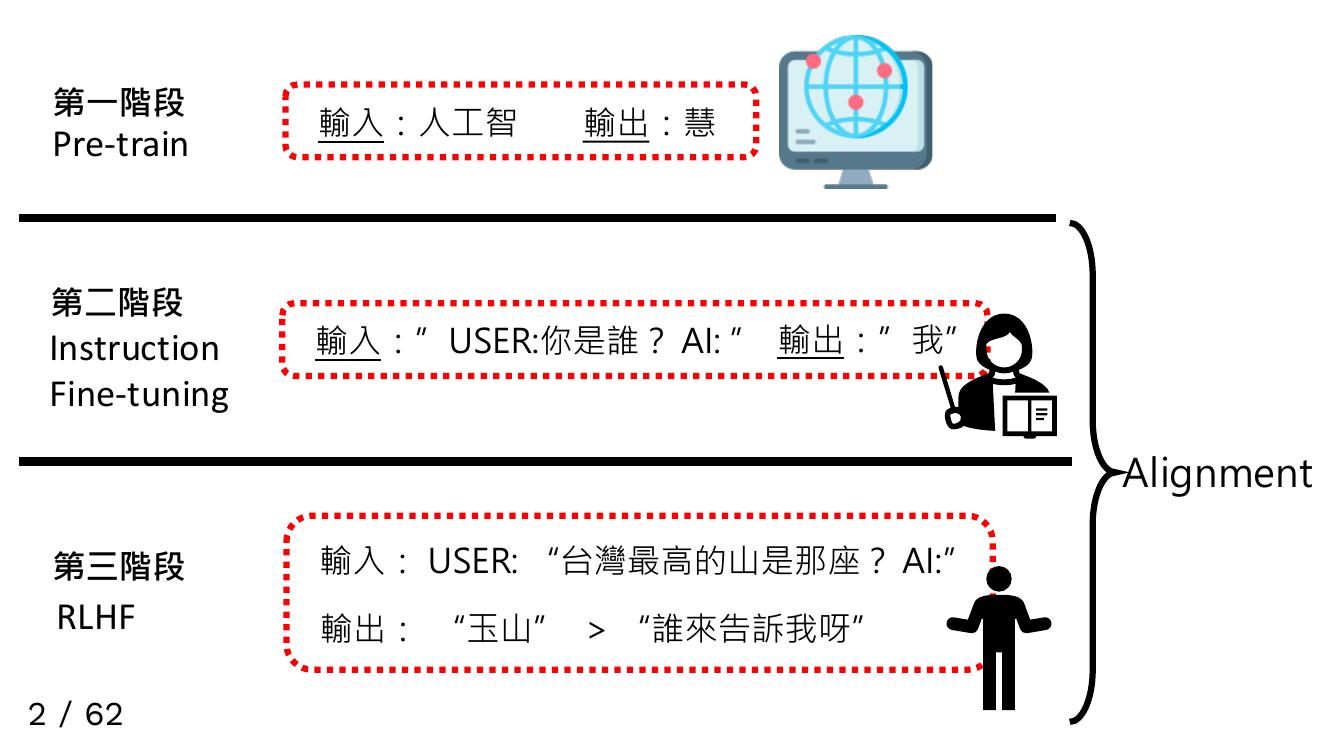 第一階段
Pre-train
輸入：人工智 輸出：慧
第二階段
Instruction
Fine-tuning
輸入：”USER:你是誰？ AI: ” 輸出：”我”
Alignment
第三階段
RLHF
輸入： USER: “台灣最高的山是那座？ AI:”
輸出： “玉山” > “誰來告訴我呀”
2 / 62